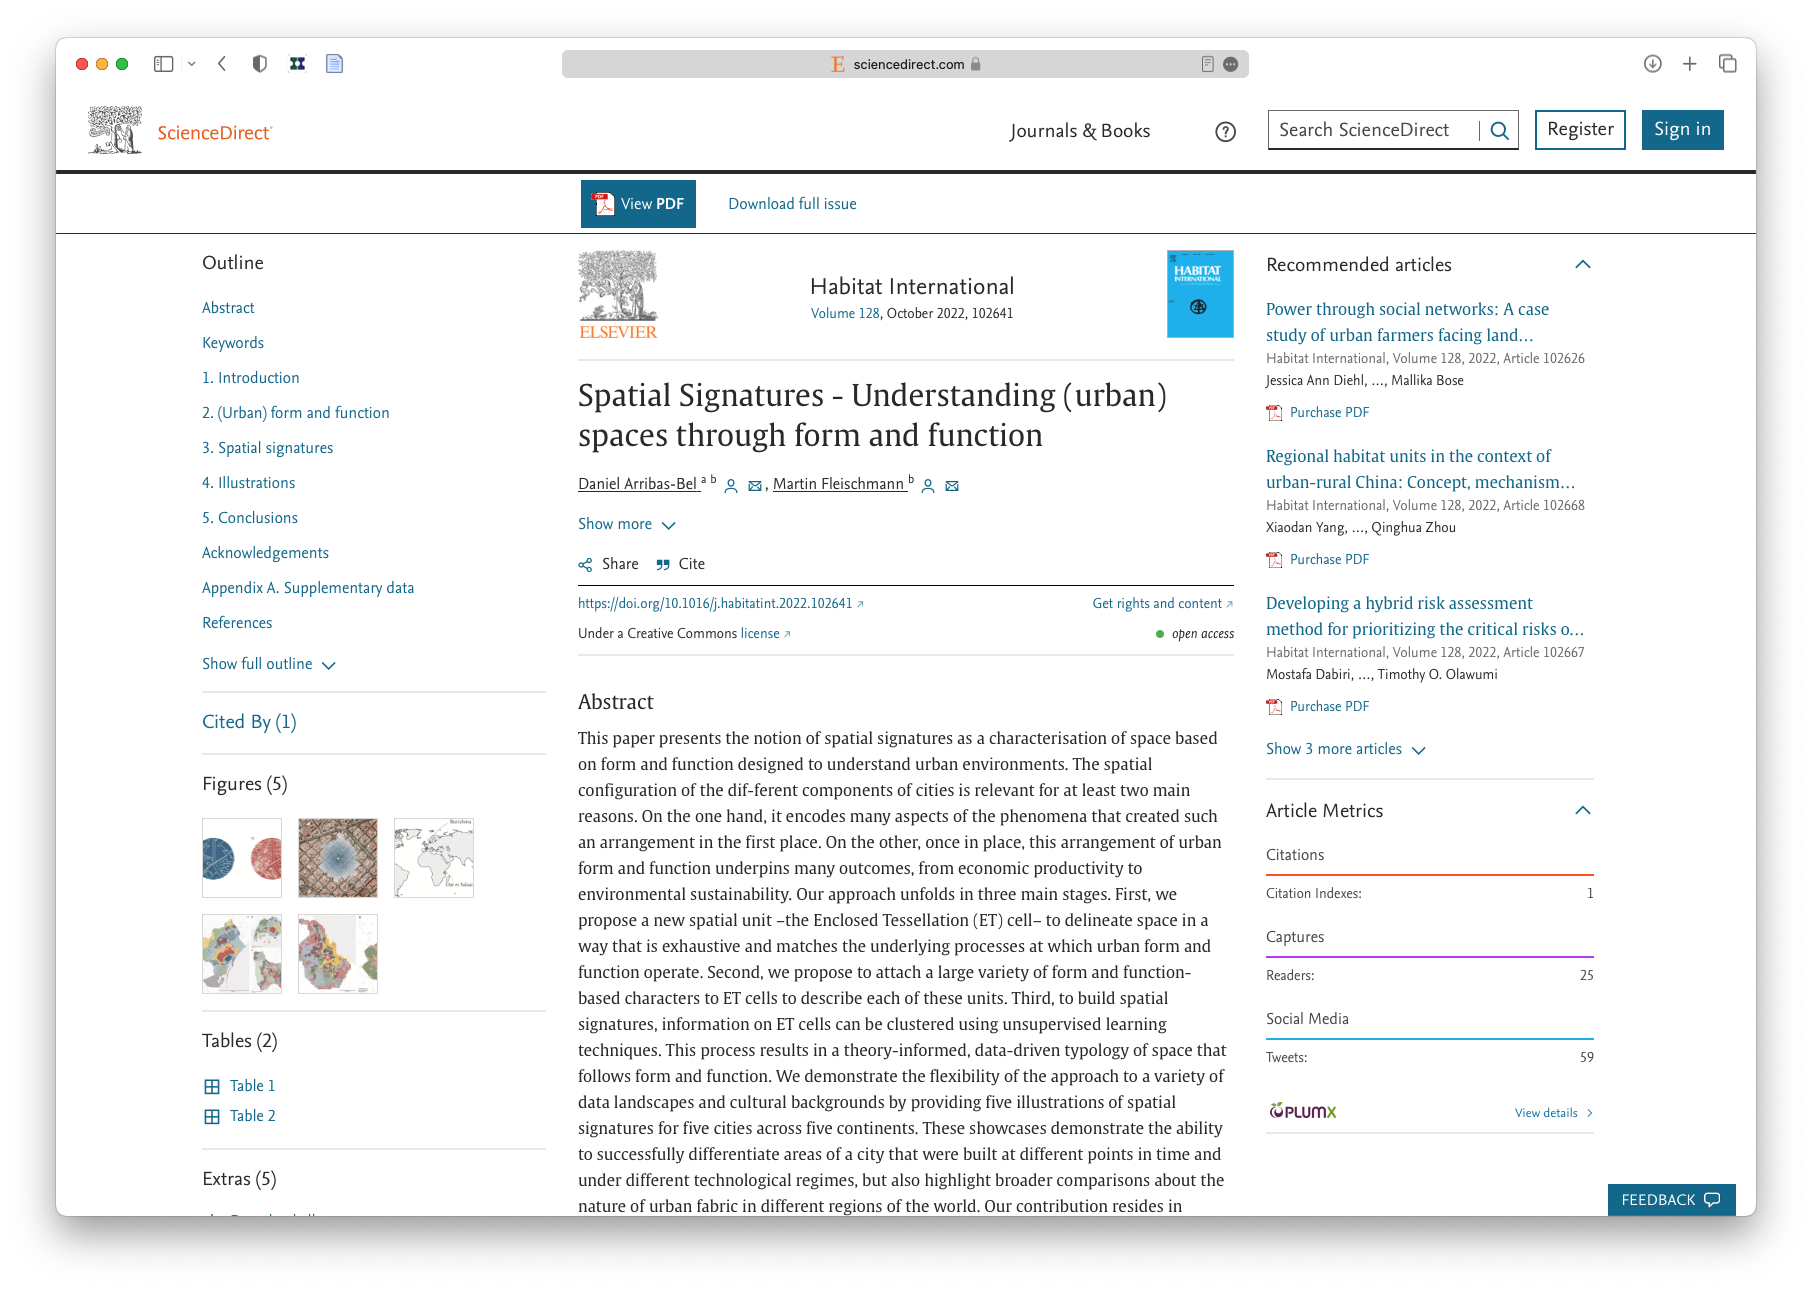 sciencedirect.com
ScienceDirect
Journals & Books
Search ScienceDirect
Register
Sign in
View PDF
Download full issue
Outline
Abstract
Keywords
1. Introduction
2. (Urban) form and function
3. Spatial signatures
4. Illustrations
5. Conclusions
Acknowledgements
Appendix A. Supplementary data
References
Show full outline
Cited By (1)
Figures (5)
Barcelona
Dar es Salaam
Tables (2)
Table 1
Table 2
Extras (5)
ELSEVIER
Habitat International
Volume 128, October 2022, 102641
HABITAT
INTERNATIONAL
Spatial Signatures - Understanding (urban)
spaces through form and function
Daniel Arribas-Bel a b , Martin Fleischmann b
Show more
Share
Cite
https://doi.org/10.1016/j.habitatint.2022.102641
Get rights and content
Under a Creative Commons license
open access
Abstract
This paper presents the notion of spatial signatures as a characterisation of space based
on form and function designed to understand urban environments. The spatial
configuration of the dif-ferent components of cities is relevant for at least two main
reasons. On the one hand, it encodes many aspects of the phenomena that created such
an arrangement in the first place. On the other, once in place, this arrangement of urban
form and function underpins many outcomes, from economic productivity to
environmental sustainability. Our approach unfolds in three main stages. First, we
propose a new spatial unit –the Enclosed Tessellation (ET) cell– to delineate space in a
way that is exhaustive and matches the underlying processes at which urban form and
function operate. Second, we propose to attach a large variety of form and function-
based characters to ET cells to describe each of these units. Third, to build spatial
signatures, information on ET cells can be clustered using unsupervised learning
techniques. This process results in a theory-informed, data-driven typology of space that
follows form and function. We demonstrate the flexibility of the approach to a variety of
data landscapes and cultural backgrounds by providing five illustrations of spatial
signatures for five cities across five continents. These showcases demonstrate the ability
to successfully differentiate areas of a city that were built at different points in time and
under different technological regimes, but also highlight broader comparisons about the
nature of urban fabric in different regions of the world. Our contribution resides in
Recommended articles
Power through social networks: A case
study of urban farmers facing land…
Habitat International, Volume 128, 2022, Article 102626
Jessica Ann Diehl, …, Mallika Bose
Purchase PDF
Regional habitat units in the context of
urban-rural China: Concept, mechanism…
Habitat International, Volume 128, 2022, Article 102668
Xiaodan Yang, …, Qinghua Zhou
Purchase PDF
Developing a hybrid risk assessment
method for prioritizing the critical risks o…
Habitat International, Volume 128, 2022, Article 102667
Mostafa Dabiri, …, Timothy O. Olawumi
Purchase PDF
Show 3 more articles
Article Metrics
Citations
Citation Indexes: 1
Captures
Readers: 25
Social Media
Tweets: 59
PLUMX
View details
FEEDBACK